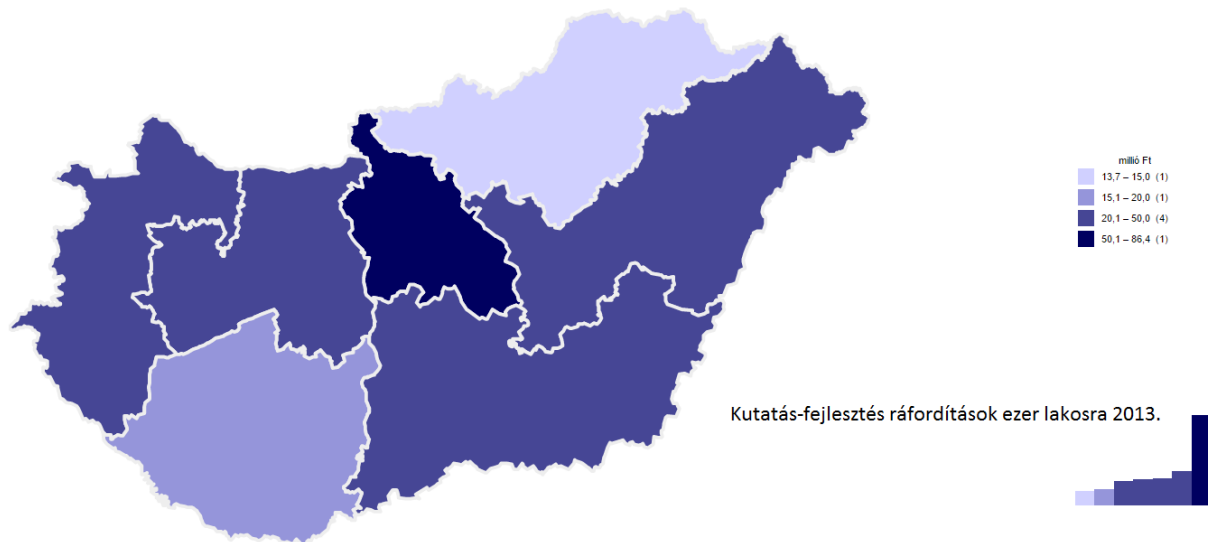 millió Ft
13,7 – 15,0 (1)
15,1 – 20,0 (1)
20,1 – 50,0 (4)
50,1 – 86,4 (1)
Kutatás-fejlesztés ráfordítások ezer lakosra 2013.